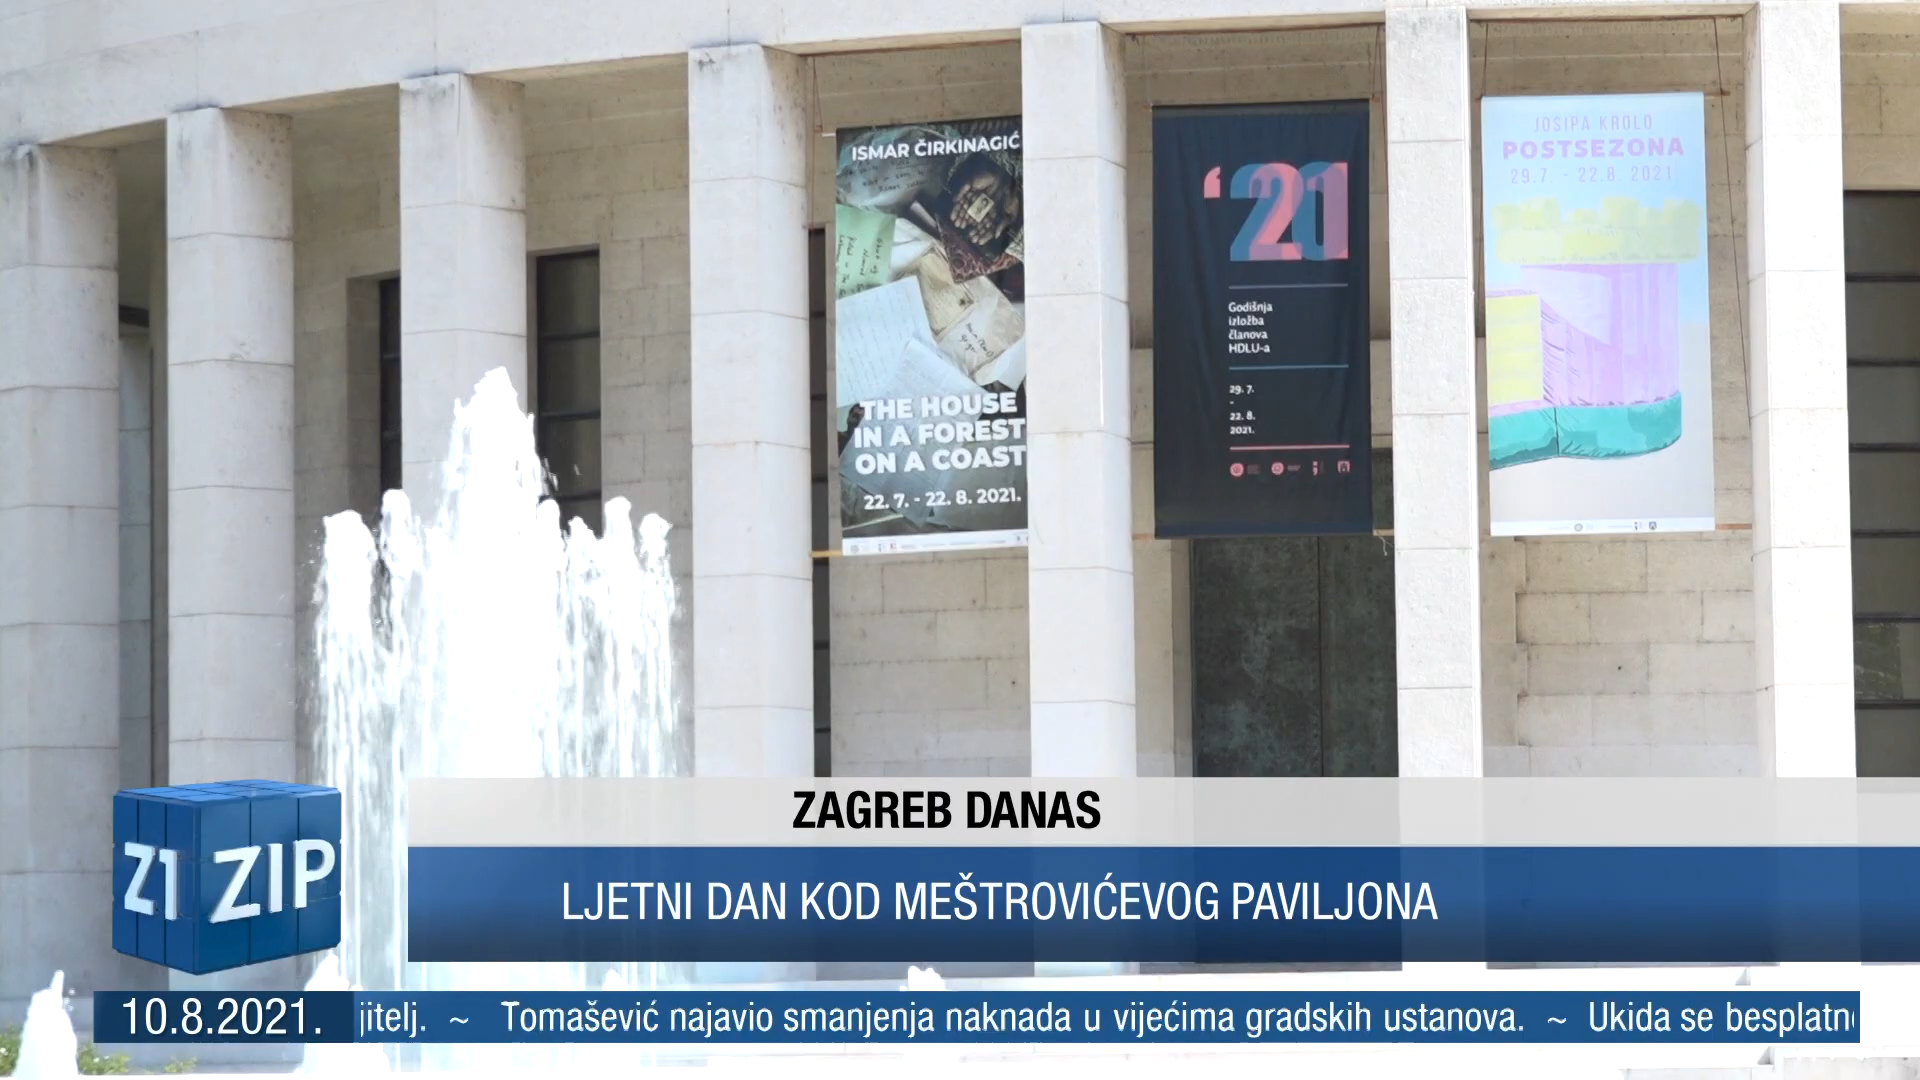 ISMAR ČIRKINAGIĆ
THE HOUSE
IN A FOREST
ON A COAST
22. 7. - 22. 8. 2021.
'21
Godišnja
izložba
članova
HDLU-a
29. 7.
-
22. 8.
2021.
JOSIPA KROLO
POSTSEZONA
29.7. - 22.8. 2021.
Z1 ZIP
ZAGREB DANAS
LJETNI DAN KOD MEŠTROVIĆEVOG PAVILJONA
10.8.2021.
jitelj. ~ Tomašević najavio smanjenja naknada u vijećima gradskih ustanova. ~ Ukida se besplatn